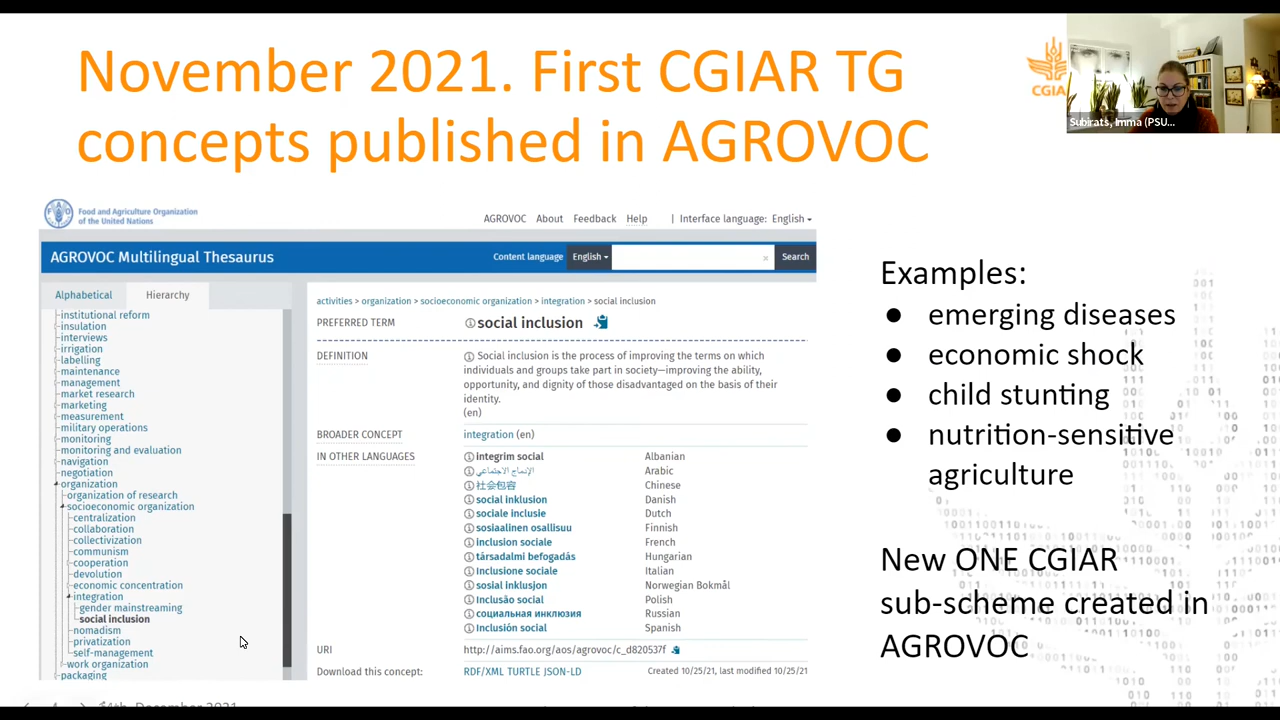 November 2021. First CGIAR TG
concepts published in AGROVOC
CGIA
Subirats, Imma (PSU...
Food and Agriculture Organization
of the United Nations
AGROVOC About Feedback Help | Interface language: English
AGROVOC Multilingual Thesaurus
Content language English x Search
Alphabetical Hierarchy
institutional reform
insulation
interviews
irrigation
labelling
maintenance
management
market research
marketing
measurement
military operations
monitoring
monitoring and evaluation
navigation
negotiation
organization
organization of research
socioeconomic organization
centralization
collaboration
collectivization
communism
cooperation
devolution
economic concentration
integration
gender mainstreaming
social inclusion
nomadism
privatization
self-management
work organization
packaging
activities > organization > socioeconomic organization > integration > social inclusion
PREFERRED TERM social inclusion
DEFINITION Social inclusion is the process of improving the terms on which
individuals and groups take part in society—improving the ability,
opportunity, and dignity of those disadvantaged on the basis of their
identity.
(en)
BROADER CONCEPT integration (en)
IN OTHER LANGUAGES integrim social Albanian
الإدماج الاجتماعي Arabic
社会包容 Chinese
social inklusion Danish
sociale inclusie Dutch
sosiaalinen osallisuu Finnish
inclusion sociale French
társadalmi befogadás Hungarian
Inclusione sociale Italian
sosial inklusjon Norwegian Bokmål
Inclusão social Polish
социальная инклюзия Russian
Inclusión social Spanish
URI http://aims.fao.org/aos/agrovoc/c_d820537f
Download this concept: RDF/XML TURTLE JSON-LD Created 10/25/21, last modified 10/25/21
Examples:
● emerging diseases
● economic shock
● child stunting
● nutrition-sensitive
agriculture
New ONE CGIAR
sub-scheme created in
AGROVOC